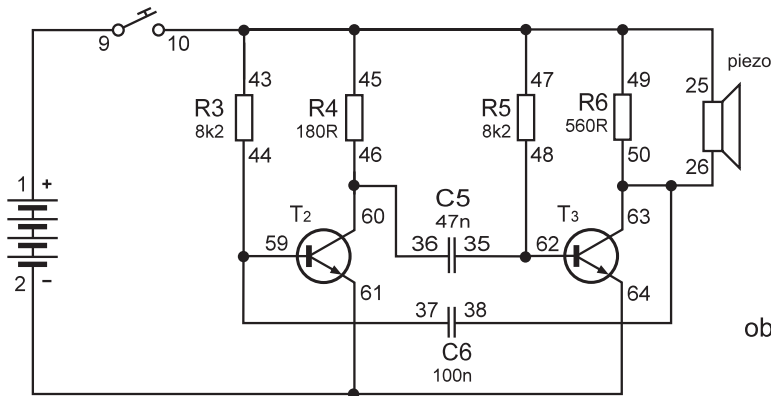 9 10
43 45 47 49
R3
8k2
R4
180R
R5
8k2
R6
560R
25
piezo
44 46 48 50
26
1 +
2 −
T2
59 60
61
C5
47n
36 35
T3
62 63
64
37 38
C6
100n
ob